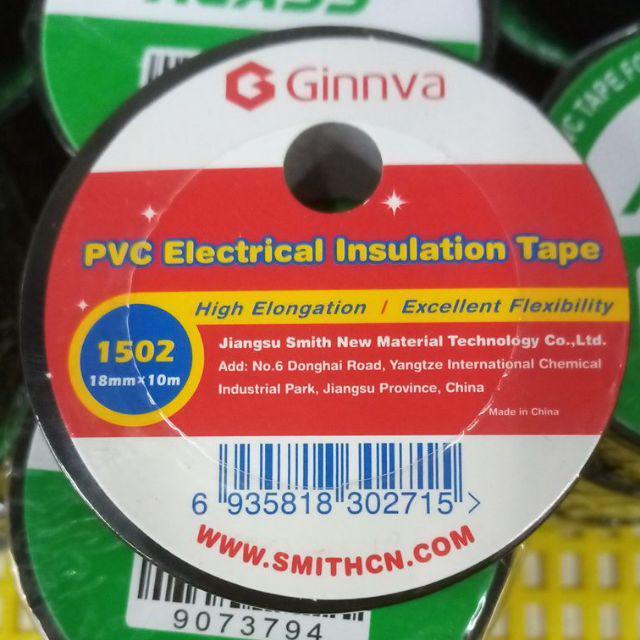 Ginnva
PVC Electrical Insulation Tape
High Elongation / Excellent Flexibility
1502
18mm×10m
Jiangsu Smith New Material Technology Co.,Ltd.
Add: No.6 Donghai Road, Yangtze International Chemical
Industrial Park, Jiangsu Province, China
Made in China
6 935818 302715 >
WWW.SMITHCN.COM
TAPE
9073794